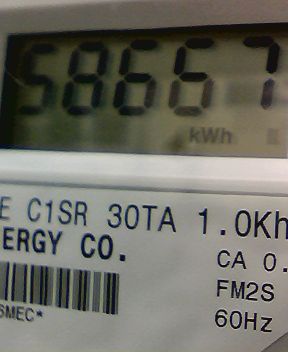 58667
kWh
E C1SR 30TA 1.0Kh
ERGY CO.
CA 0.
FM2S
SMEC*
60Hz